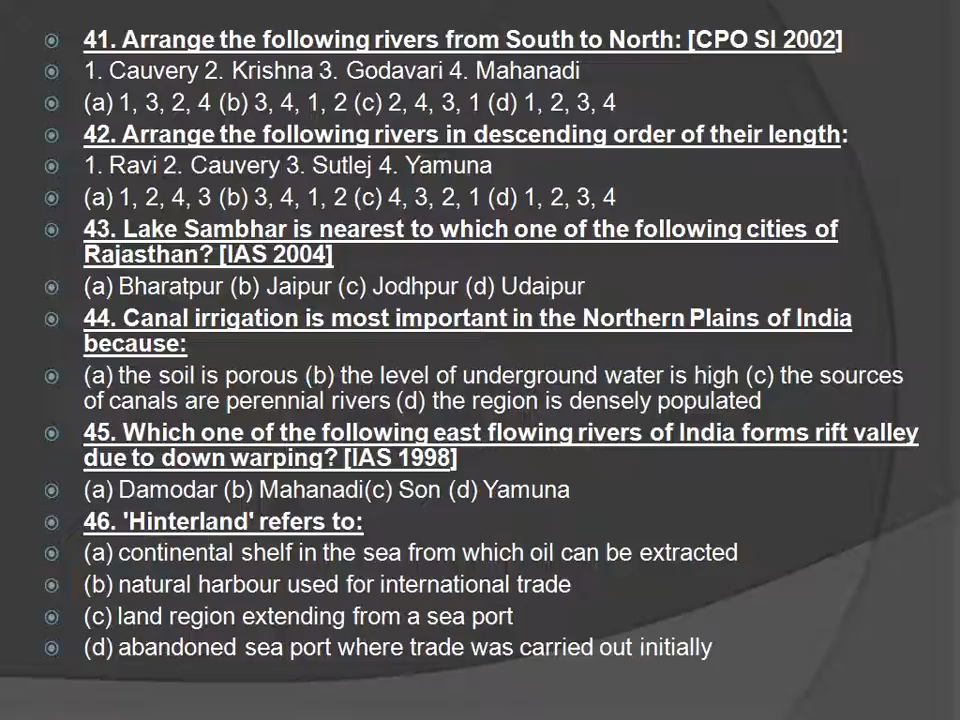 41. Arrange the following rivers from South to North: [CPO SI 2002]
1. Cauvery 2. Krishna 3. Godavari 4. Mahanadi
(a) 1, 3, 2, 4 (b) 3, 4, 1, 2 (c) 2, 4, 3, 1 (d) 1, 2, 3, 4
42. Arrange the following rivers in descending order of their length:
1. Ravi 2. Cauvery 3. Sutlej 4. Yamuna
(a) 1, 2, 4, 3 (b) 3, 4, 1, 2 (c) 4, 3, 2, 1 (d) 1, 2, 3, 4
43. Lake Sambhar is nearest to which one of the following cities of
Rajasthan? [IAS 2004]
(a) Bharatpur (b) Jaipur (c) Jodhpur (d) Udaipur
44. Canal irrigation is most important in the Northern Plains of India
because:
(a) the soil is porous (b) the level of underground water is high (c) the sources
of canals are perennial rivers (d) the region is densely populated
45. Which one of the following east flowing rivers of India forms rift valley
due to down warping? [IAS 1998]
(a) Damodar (b) Mahanadi(c) Son (d) Yamuna
46. 'Hinterland' refers to:
(a) continental shelf in the sea from which oil can be extracted
(b) natural harbour used for international trade
(c) land region extending from a sea port
(d) abandoned sea port where trade was carried out initially